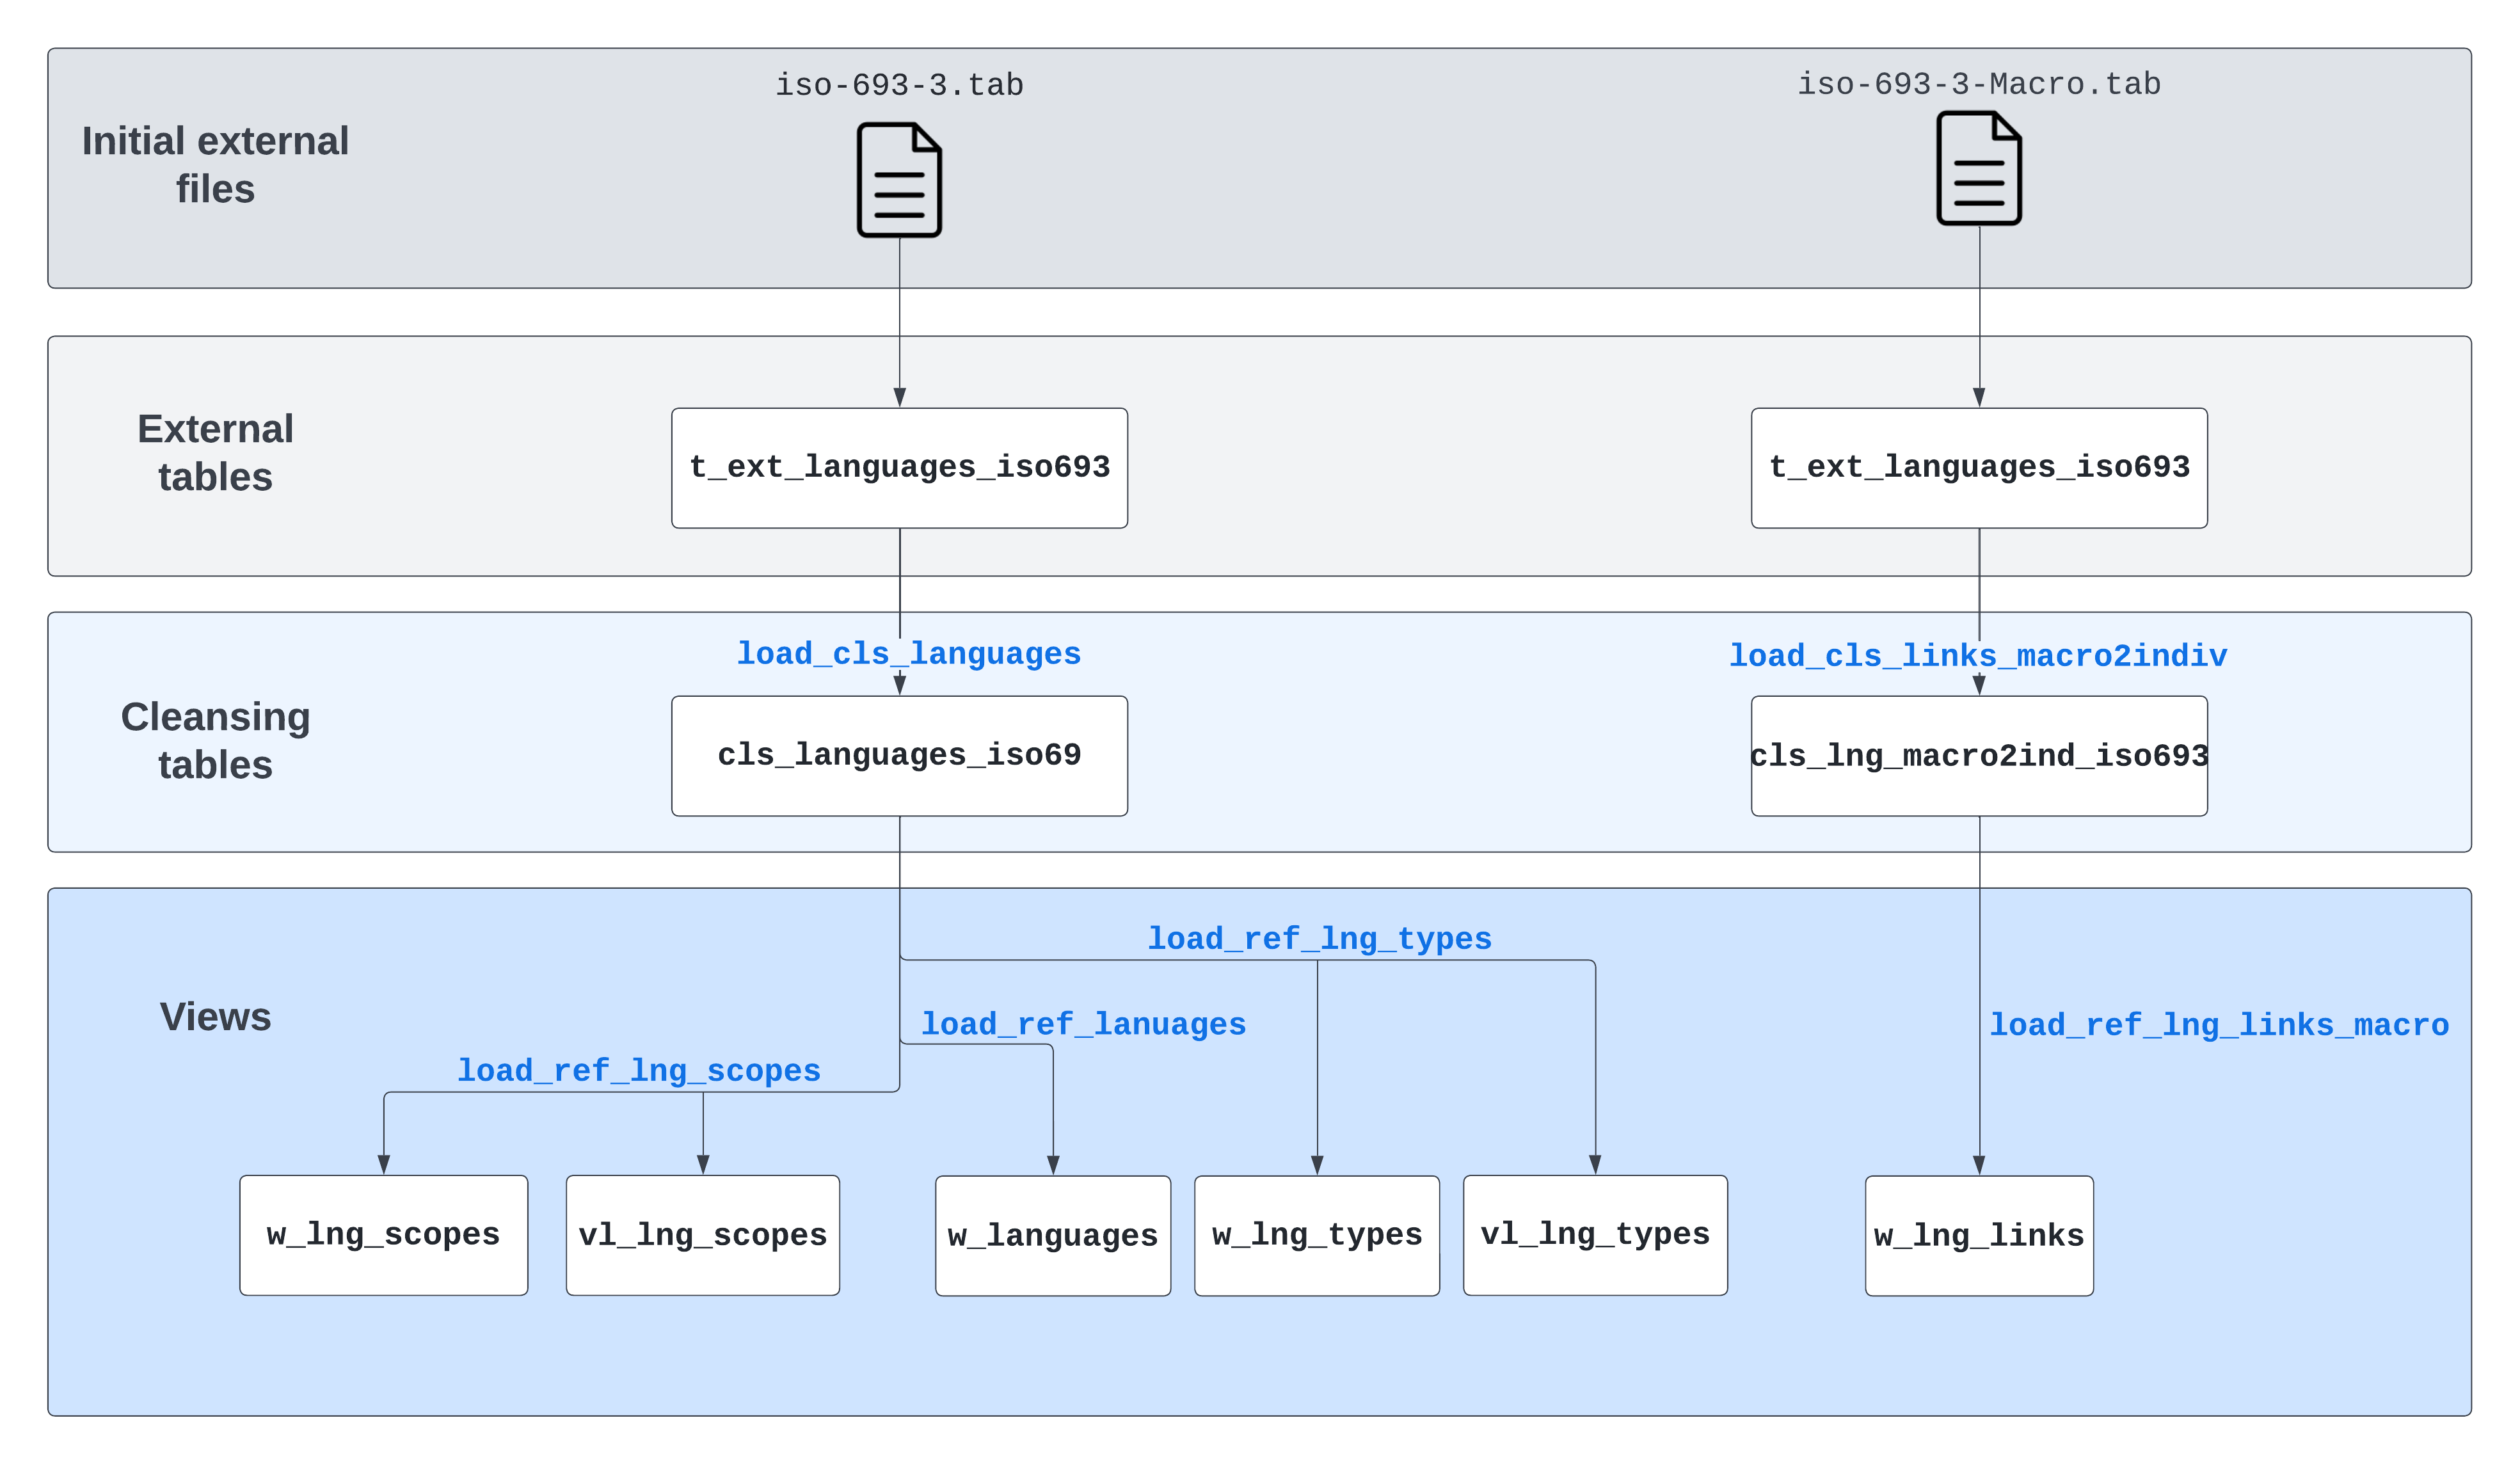 iso-693-3.tab
iso-693-3-Macro.tab
Initial external
files
External
tables
t_ext_languages_iso693
t_ext_languages_iso693
load_cls_languages
load_cls_links_macro2indiv
Cleansing
tables
cls_languages_iso69
cls_lng_macro2ind_iso693
load_ref_lng_types
Views
load_ref_lanuages
load_ref_lng_links_macro
load_ref_lng_scopes
w_lng_scopes
vl_lng_scopes
w_languages
w_lng_types
vl_lng_types
w_lng_links